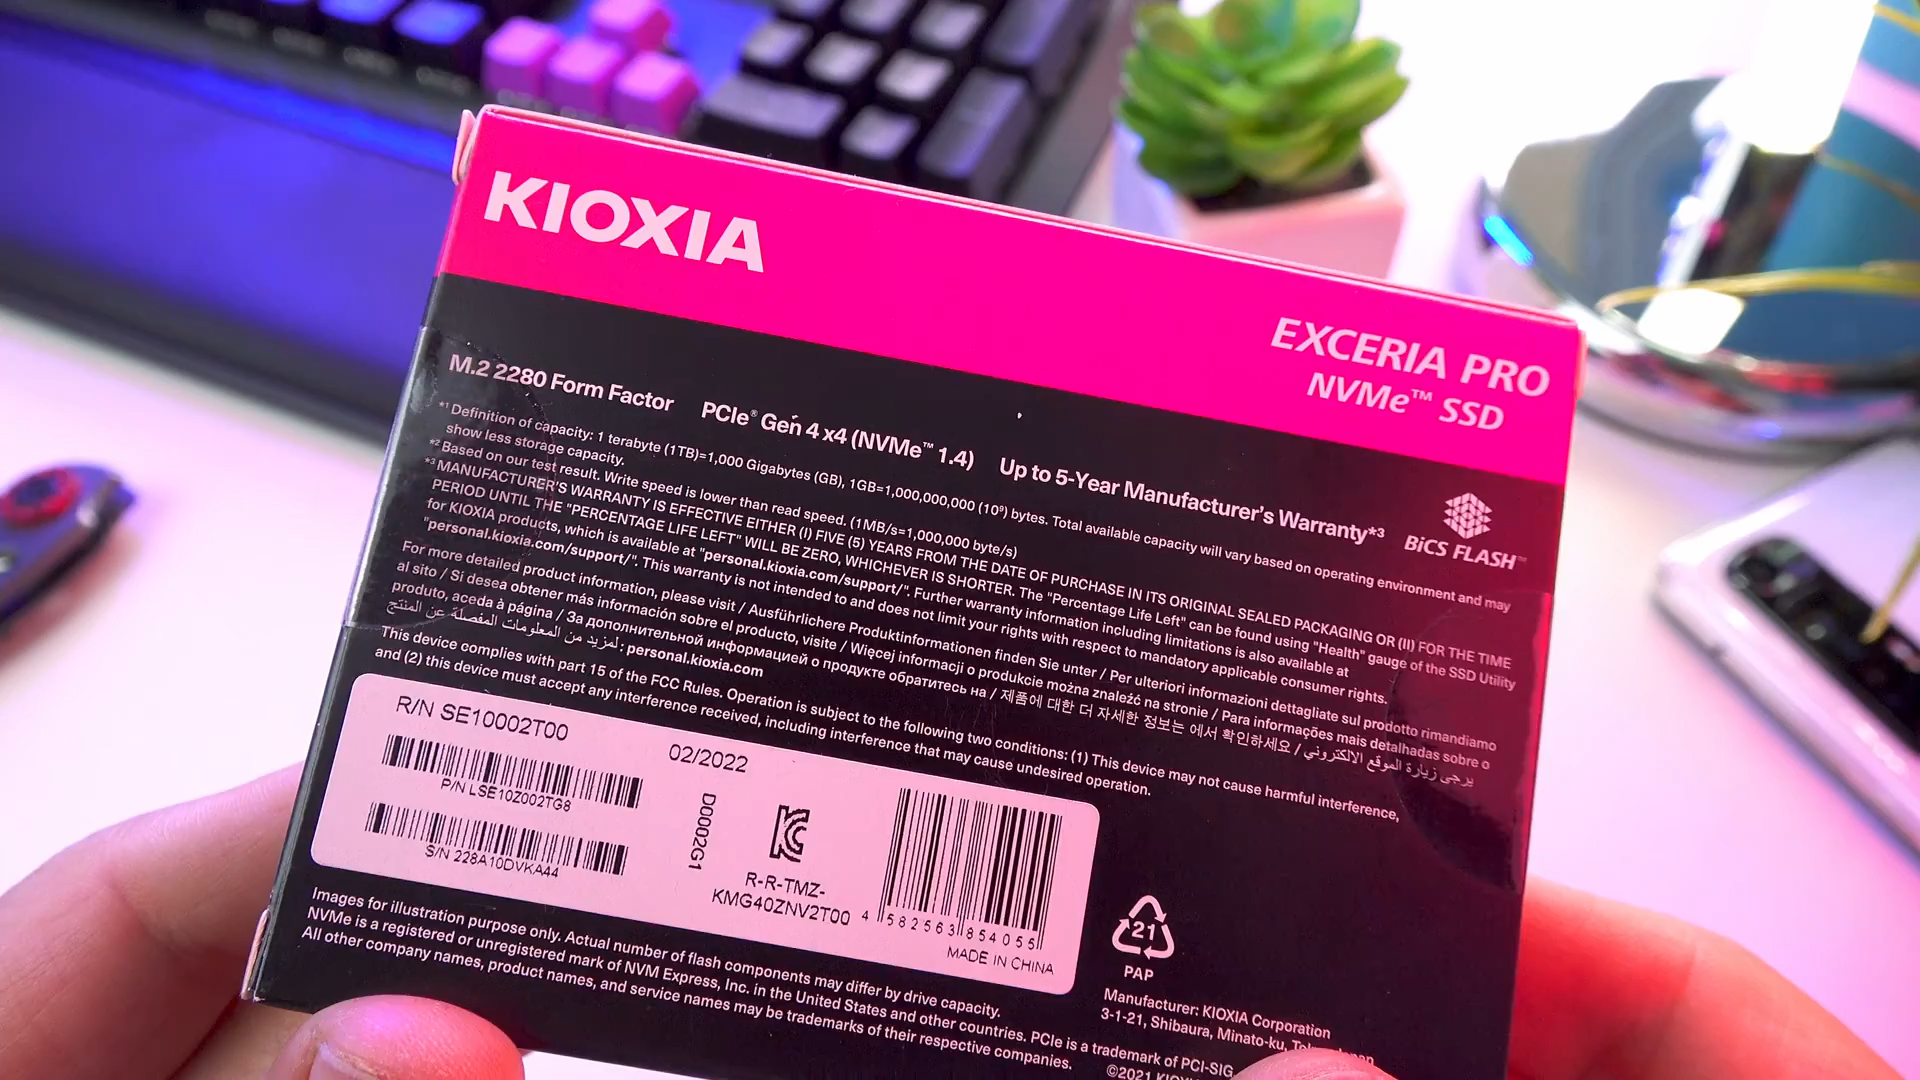 KIOXIA
EXCERIA PRO
NVMe™ SSD
M.2 2280 Form Factor PCIe® Gen 4 x4 (NVMe™ 1.4) Up to 5-Year Manufacturer's Warranty*3
BiCS FLASH™
*1 Definition of capacity: 1 terabyte (1TB)=1,000 Gigabytes (GB), 1GB=1,000,000,000 (10⁹) bytes. Total available capacity will vary based on operating environment and may
show less storage capacity.
*2 Based on our test result. Write speed is lower than read speed. (1MB/s=1,000,000 byte/s)
*3 MANUFACTURER'S WARRANTY IS EFFECTIVE EITHER (I) FIVE (5) YEARS FROM THE DATE OF PURCHASE IN ITS ORIGINAL SEALED PACKAGING OR (II) FOR THE TIME
PERIOD UNTIL THE "PERCENTAGE LIFE LEFT" WILL BE ZERO, WHICHEVER IS SHORTER. The "Percentage Life Left" can be found using "Health" gauge of the SSD Utility
for KIOXIA products, which is available at "personal.kioxia.com/support/". Further warranty information including limitations is also available at
"personal.kioxia.com/support/". This warranty is not intended to and does not limit your rights with respect to mandatory applicable consumer rights.
For more detailed product information, please visit / Ausführlichere Produktinformationen finden Sie unter / Per ulteriori informazioni dettagliate sul prodotto rimandiamo
al sito / Si desea obtener más información sobre el producto, visite / Więcej informacji o produkcie można znaleźć na stronie / Para informações mais detalhadas sobre o
produto, aceda à página / За дополнительной информацией о продукте обратитесь на / 제품에 대한 더 자세한 정보는 에서 확인하세요 / يرجى زيارة الموقع الالكتروني
لمزيد من المعلومات المفصلة عن المنتج : personal.kioxia.com
This device complies with part 15 of the FCC Rules. Operation is subject to the following two conditions: (1) This device may not cause harmful interference,
and (2) this device must accept any interference received, including interference that may cause undesired operation.
R/N SE10002T00
02/2022
P/N LSE10Z002TG8
S/N 228A10DVKA44
D0002G1
R-R-TMZ-
KMG40ZNV2T00
4 582563 854055
MADE IN CHINA
21
PAP
Images for illustration purpose only. Actual number of flash components may differ by drive capacity.
NVMe is a registered or unregistered mark of NVM Express, Inc. in the United States and other countries. PCIe is a trademark of PCI-SIG.
All other company names, product names, and service names may be trademarks of their respective companies.
Manufacturer: KIOXIA Corporation
3-1-21, Shibaura, Minato-ku,
©2021